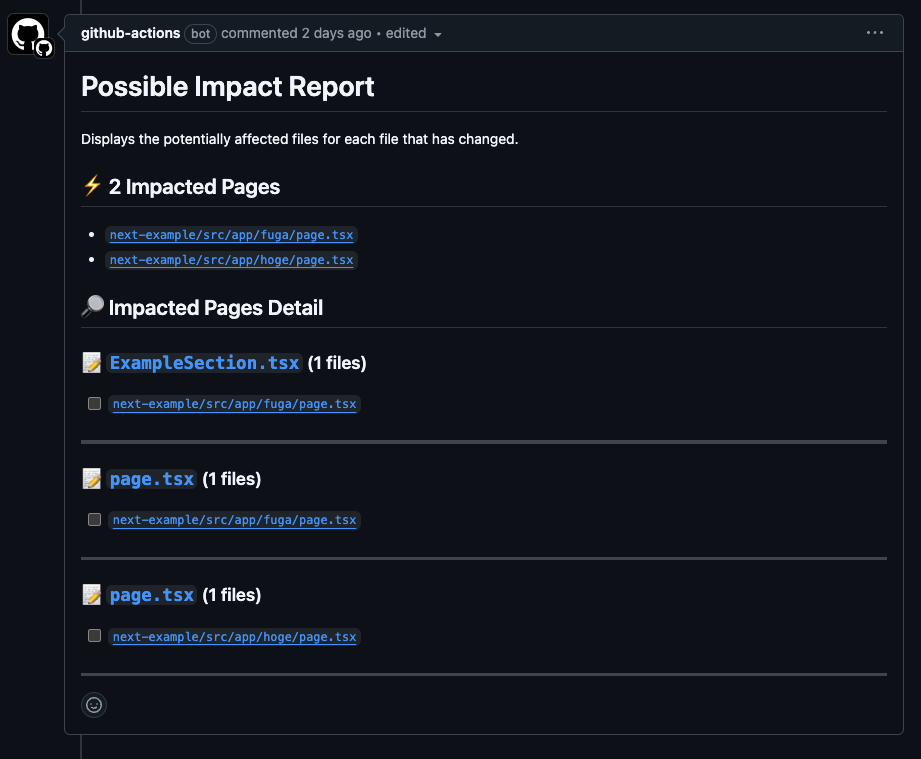 github-actions bot commented 2 days ago • edited
Possible Impact Report
Displays the potentially affected files for each file that has changed.
⚡ 2 Impacted Pages
• next-example/src/app/fuga/page.tsx
• next-example/src/app/hoge/page.tsx
🔎 Impacted Pages Detail
📝 ExampleSection.tsx (1 files)
next-example/src/app/fuga/page.tsx
📝 page.tsx (1 files)
next-example/src/app/fuga/page.tsx
📝 page.tsx (1 files)
next-example/src/app/hoge/page.tsx